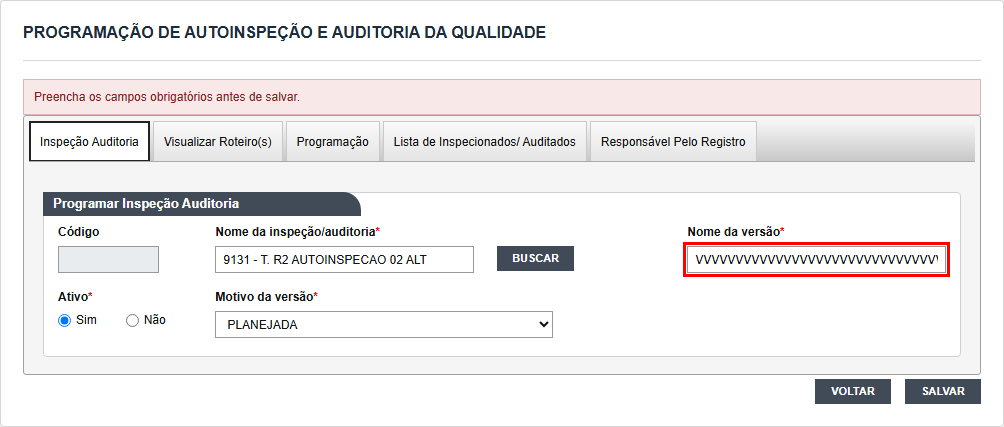 PROGRAMAÇÃO DE AUTOINSPEÇÃO E AUDITORIA DA QUALIDADE
Preencha os campos obrigatórios antes de salvar.
Inspeção Auditoria Visualizar Roteiro(s) Programação Lista de Inspecionados/ Auditados Responsável Pelo Registro
Programar Inspeção Auditoria
Código Nome da inspeção/auditoria* Nome da versão*
9131 - T. R2 AUTOINSPECAO 02 ALT BUSCAR
Ativo* Motivo da versão*
Sim Não PLANEJADA
VOLTAR SALVAR